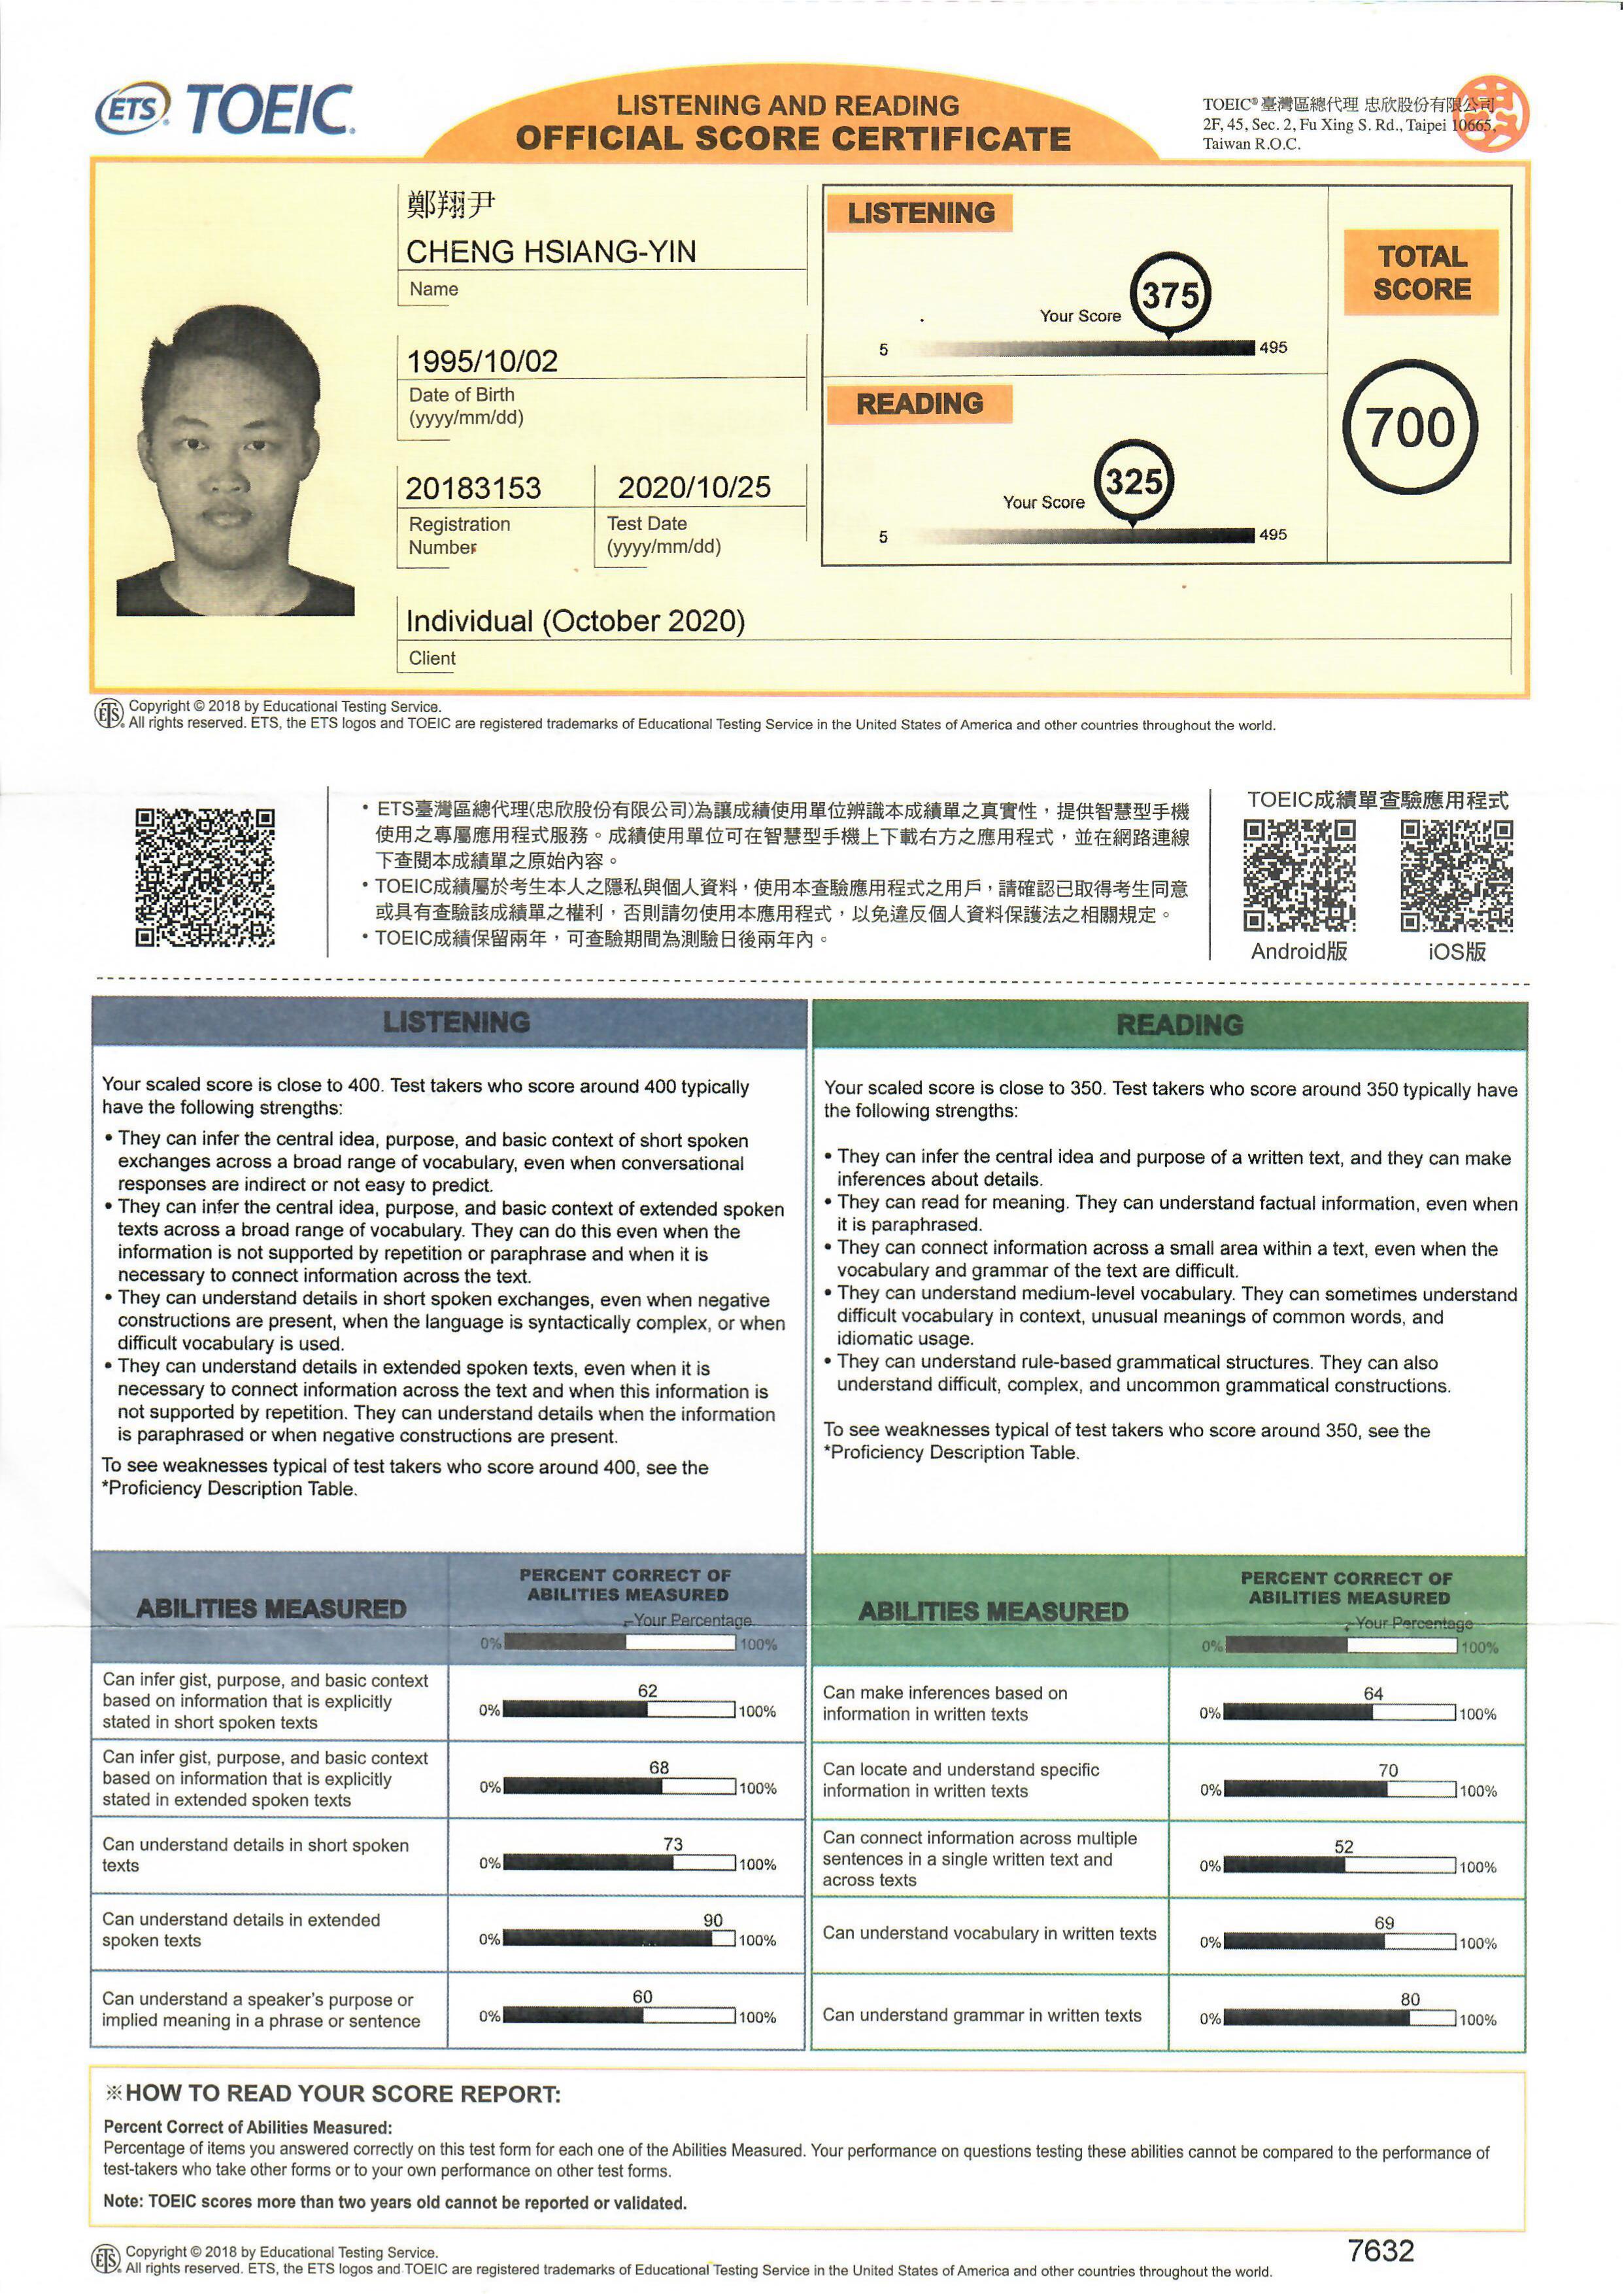 ETS TOEIC
LISTENING AND READING
OFFICIAL SCORE CERTIFICATE
TOEIC® 臺灣區總代理 忠欣股份有限公司
2F, 45, Sec. 2, Fu Xing S. Rd., Taipei 10665,
Taiwan R.O.C.
鄭翔尹
CHENG HSIANG-YIN
Name
1995/10/02
Date of Birth
(yyyy/mm/dd)
20183153
Registration
Number
2020/10/25
Test Date
(yyyy/mm/dd)
Individual (October 2020)
Client
LISTENING
375
Your Score
5
495
READING
325
Your Score
5
495
TOTAL
SCORE
700
ETS
Copyright © 2018 by Educational Testing Service.
All rights reserved. ETS, the ETS logos and TOEIC are registered trademarks of Educational Testing Service in the United States of America and other countries throughout the world.
• ETS臺灣區總代理(忠欣股份有限公司)為讓成績使用單位辨識本成績單之真實性，提供智慧型手機
使用之專屬應用程式服務。成績使用單位可在智慧型手機上下載右方之應用程式，並在網路連線
下查閱本成績單之原始內容。
• TOEIC成績屬於考生本人之隱私與個人資料，使用本查驗應用程式之用戶，請確認已取得考生同意
或具有查驗該成績單之權利，否則請勿使用本應用程式，以免違反個人資料保護法之相關規定。
• TOEIC成績保留兩年，可查驗期間為測驗日後兩年內。
TOEIC成績單查驗應用程式
Android版
iOS版
LISTENING
Your scaled score is close to 400. Test takers who score around 400 typically
have the following strengths:
• They can infer the central idea, purpose, and basic context of short spoken
exchanges across a broad range of vocabulary, even when conversational
responses are indirect or not easy to predict.
• They can infer the central idea, purpose, and basic context of extended spoken
texts across a broad range of vocabulary. They can do this even when the
information is not supported by repetition or paraphrase and when it is
necessary to connect information across the text.
• They can understand details in short spoken exchanges, even when negative
constructions are present, when the language is syntactically complex, or when
difficult vocabulary is used.
• They can understand details in extended spoken texts, even when it is
necessary to connect information across the text and when this information is
not supported by repetition. They can understand details when the information
is paraphrased or when negative constructions are present.
To see weaknesses typical of test takers who score around 400, see the
*Proficiency Description Table.
READING
Your scaled score is close to 350. Test takers who score around 350 typically have
the following strengths:
• They can infer the central idea and purpose of a written text, and they can make
inferences about details.
• They can read for meaning. They can understand factual information, even when
it is paraphrased.
• They can connect information across a small area within a text, even when the
vocabulary and grammar of the text are difficult.
• They can understand medium-level vocabulary. They can sometimes understand
difficult vocabulary in context, unusual meanings of common words, and
idiomatic usage.
• They can understand rule-based grammatical structures. They can also
understand difficult, complex, and uncommon grammatical constructions.
To see weaknesses typical of test takers who score around 350, see the
*Proficiency Description Table.
ABILITIES MEASURED
PERCENT CORRECT OF
ABILITIES MEASURED
Your Percentage
0% 100%
Can infer gist, purpose, and basic context
based on information that is explicitly
stated in short spoken texts
62
0% 100%
Can infer gist, purpose, and basic context
based on information that is explicitly
stated in extended spoken texts
68
0% 100%
Can understand details in short spoken
texts
73
0% 100%
Can understand details in extended
spoken texts
90
0% 100%
Can understand a speaker's purpose or
implied meaning in a phrase or sentence
60
0% 100%
ABILITIES MEASURED
PERCENT CORRECT OF
ABILITIES MEASURED
Your Percentage
0% 100%
Can make inferences based on
information in written texts
64
0% 100%
Can locate and understand specific
information in written texts
70
0% 100%
Can connect information across multiple
sentences in a single written text and
across texts
52
0% 100%
Can understand vocabulary in written texts
69
0% 100%
Can understand grammar in written texts
80
0% 100%
※HOW TO READ YOUR SCORE REPORT:
Percent Correct of Abilities Measured:
Percentage of items you answered correctly on this test form for each one of the Abilities Measured. Your performance on questions testing these abilities cannot be compared to the performance of
test-takers who take other forms or to your own performance on other test forms.
Note: TOEIC scores more than two years old cannot be reported or validated.
7632
ETS
Copyright © 2018 by Educational Testing Service.
All rights reserved. ETS, the ETS logos and TOEIC are registered trademarks of Educational Testing Service in the United States of America and other countries throughout the world.